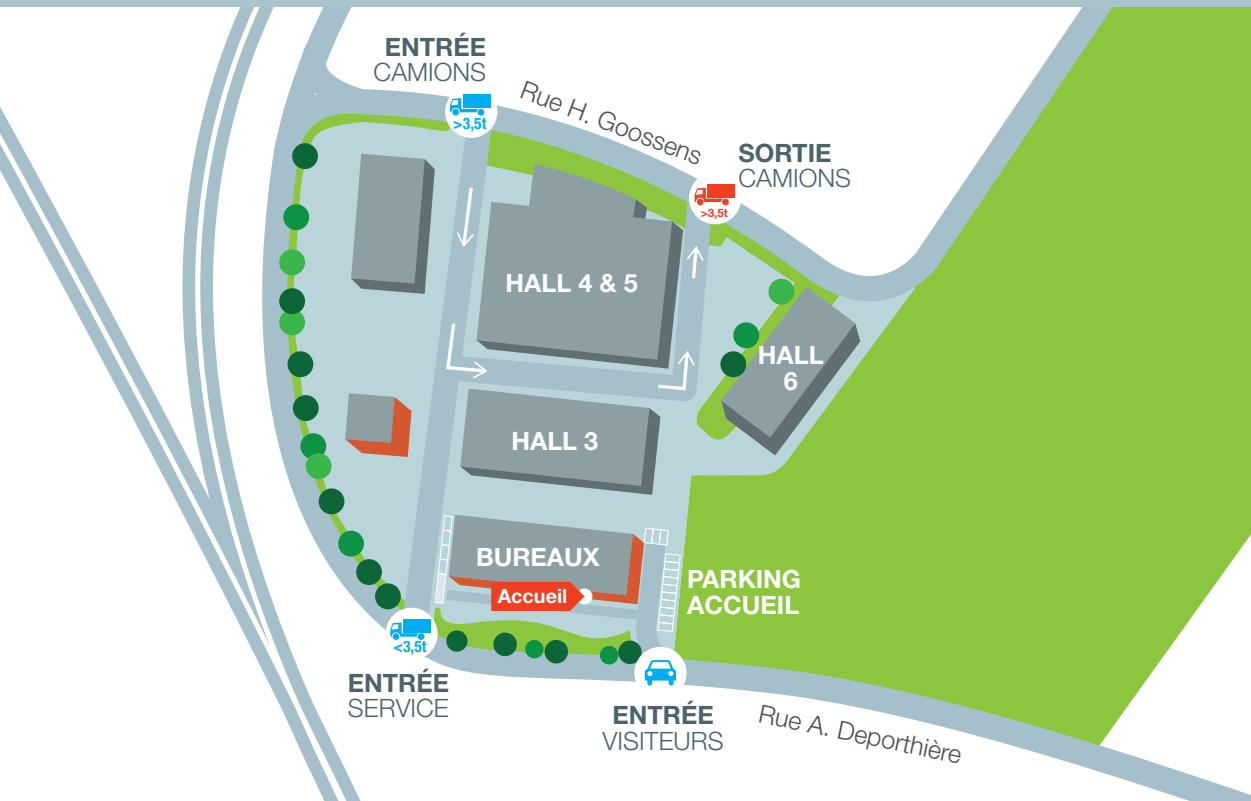 ENTRÉE
CAMIONS
>3,5t
Rue H. Goossens
SORTIE
CAMIONS
>3,5t
HALL 4 & 5
HALL
6
HALL 3
BUREAUX
Accueil
PARKING
ACCUEIL
<3,5t
ENTRÉE
SERVICE
ENTRÉE
VISITEURS
Rue A. Deporthière